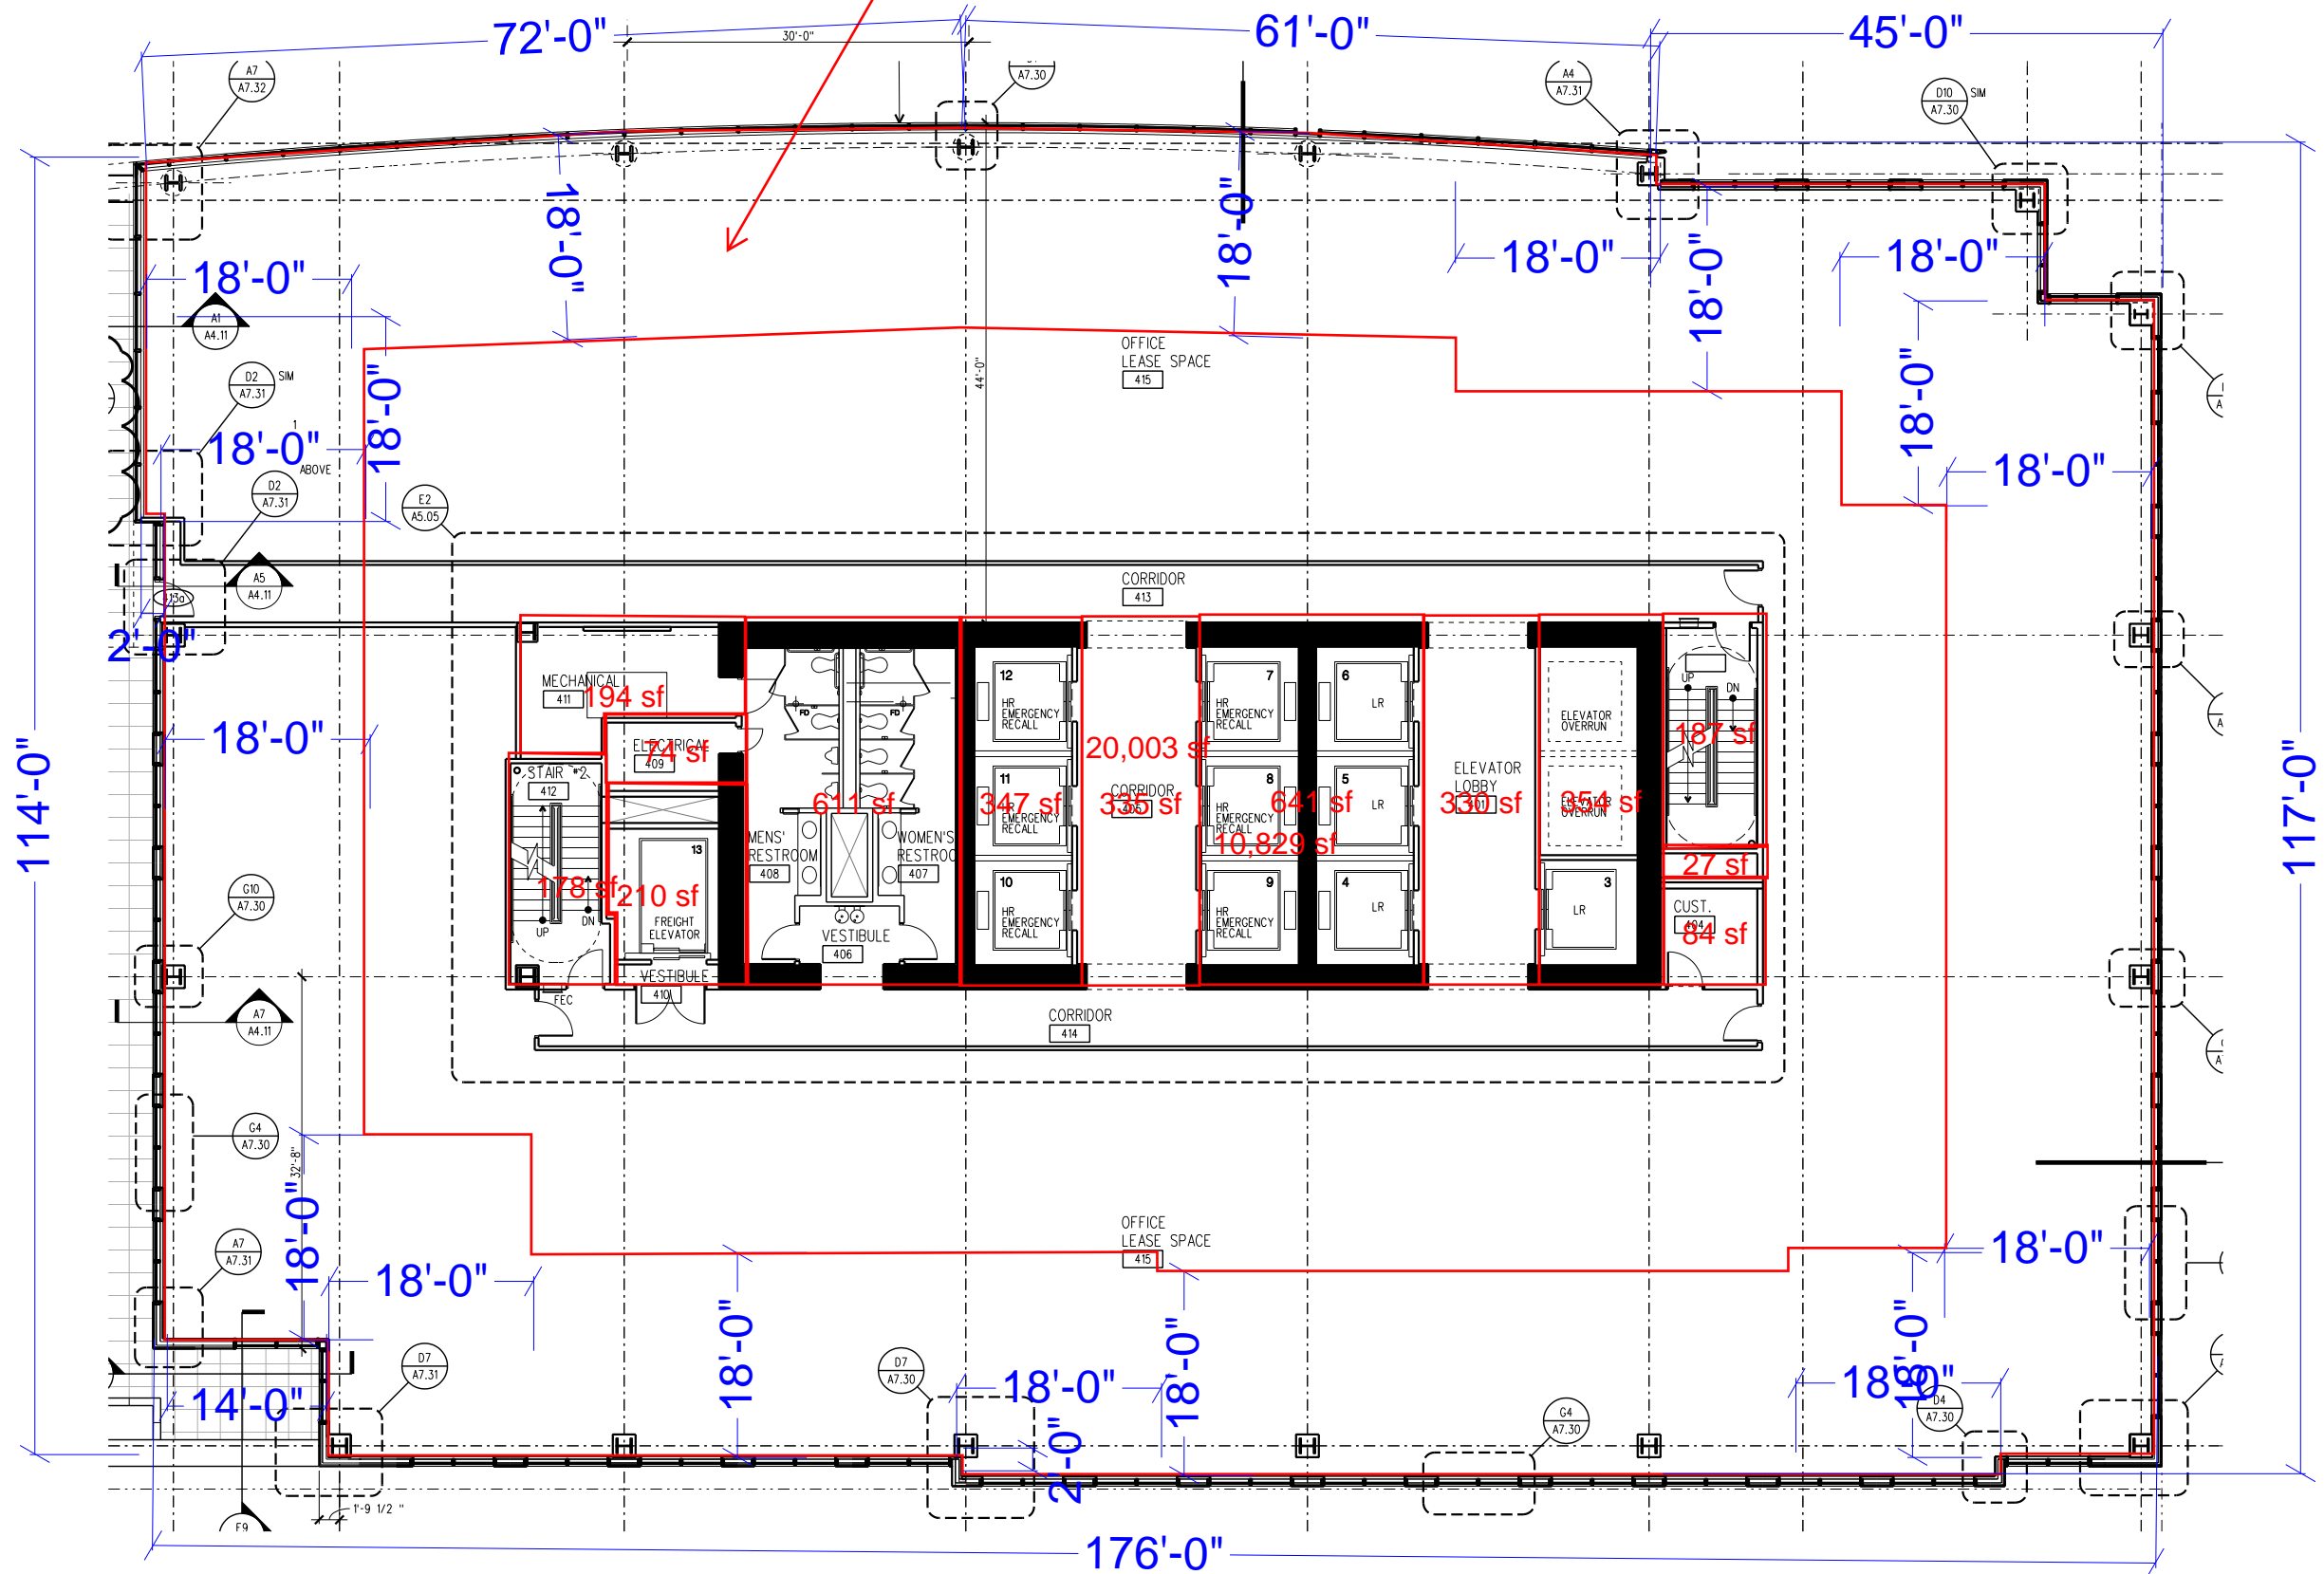 72'-0"
30'-0"
61'-0"
45'-0"
A7
A7.32
A7.30
A4
A7.31
D10
A7.30
SIM
18'-0"
18'-0"
18'-0"
18'-0"
18'-0"
18'-0"
A1
A4.11
OFFICE
LEASE SPACE
415
44'-0"
D2
A7.31
SIM
18'-0"
18'-0"
1
18'-0"
18'-0"
ABOVE
D2
A7.31
E2
A5.05
A5
A4.11
CORRIDOR
413
2'-0"
MECHANICAL
411
194 sf
12
HR
EMERGENCY
RECALL
7
HR
EMERGENCY
RECALL
6
LR
ELEVATOR
OVERRUN
UP
DN
187 sf
FD
FD
18'-0"
114'-0"
117'-0"
ELECTRICAL
409
74 sf
20,003 sf
STAIR #2
412
11
HR
EMERGENCY
RECALL
347 sf
CORRIDOR
335 sf
8
HR
EMERGENCY
RECALL
641 sf
5
LR
ELEVATOR
LOBBY
401
330 sf
ELEVATOR
OVERRUN
354 sf
611 sf
MENS'
RESTROOM
408
WOMEN'S
407
10,829 sf
13
27 sf
178 sf
210 sf
10
HR
EMERGENCY
RECALL
9
HR
EMERGENCY
RECALL
4
LR
3
LR
CUST.
404
84 sf
G10
A7.30
UP
DN
FREIGHT
ELEVATOR
VESTIBULE
406
VESTIBULE
410
FEC
A7
A4.11
CORRIDOR
414
G4
A7.30
32'-8"
18'-0"
A7
A7.31
OFFICE
LEASE SPACE
415
18'-0"
18'-0"
18'-0"
18'-0"
18'-0"
D7
A7.31
D7
A7.30
18'-0"
18'-0"
D4
A7.30
14'-0"
G4
A7.30
2'-0"
1'-9 1/2 "
E9
176'-0"